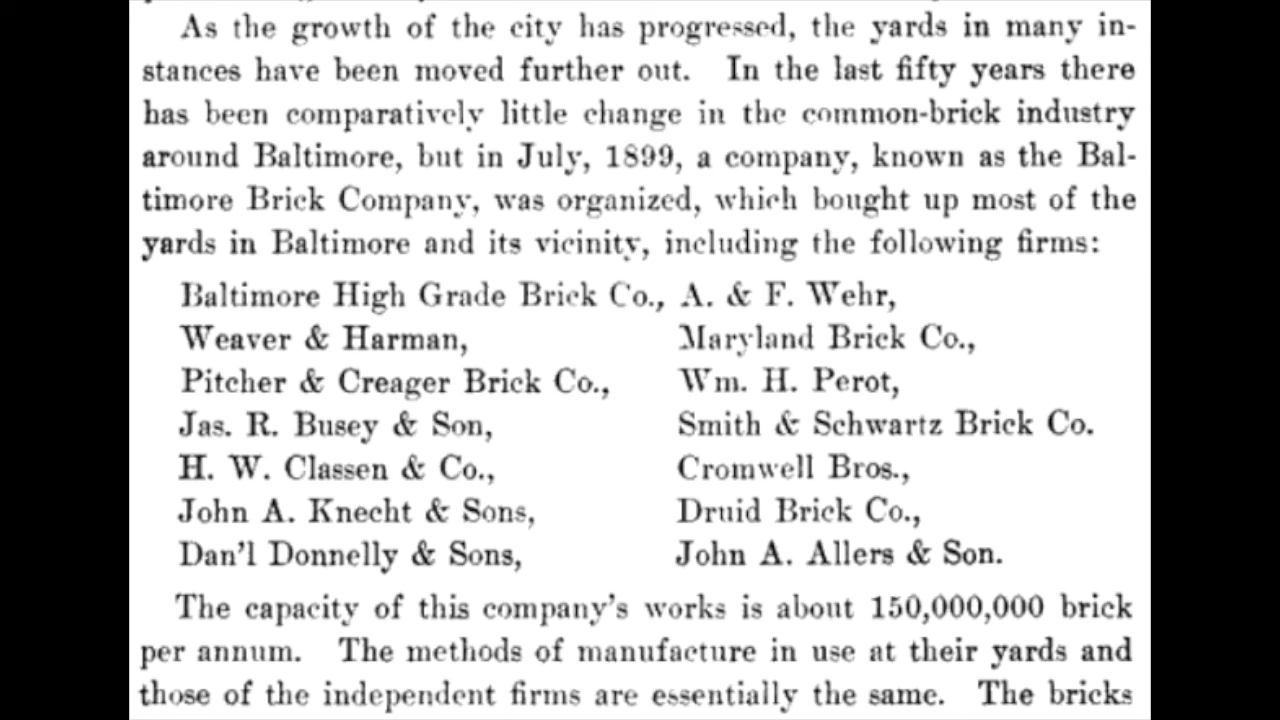 As the growth of the city has progressed, the yards in many in-
stances have been moved further out. In the last fifty years there
has been comparatively little change in the common-brick industry
around Baltimore, but in July, 1899, a company, known as the Bal-
timore Brick Company, was organized, which bought up most of the
yards in Baltimore and its vicinity, including the following firms:
Baltimore High Grade Brick Co., A. & F. Wehr,
Weaver & Harman, Maryland Brick Co.,
Pitcher & Creager Brick Co., Wm. H. Perot,
Jas. R. Busey & Son, Smith & Schwartz Brick Co.
H. W. Classen & Co., Cromwell Bros.,
John A. Knecht & Sons, Druid Brick Co.,
Dan'l Donnelly & Sons, John A. Allers & Son.
The capacity of this company's works is about 150,000,000 brick
per annum. The methods of manufacture in use at their yards and
those of the independent firms are essentially the same. The bricks